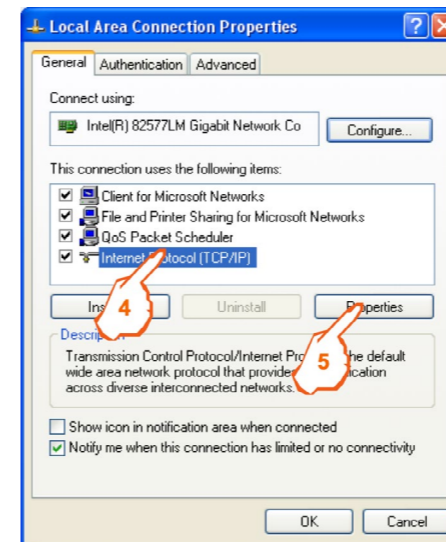 Local Area Connection Properties
General Authentication Advanced
Connect using:
Intel(R) 82577LM Gigabit Network Co Configure...
This connection uses the following items:
Client for Microsoft Networks
File and Printer Sharing for Microsoft Networks
QoS Packet Scheduler
Internet (TCP/IP)
4 Uninstall
Transmission Control Protocol/Internet 5 default
wide area network protocol that
across diverse interconnected networks.
Show icon in notification area when connected
Notify me when this connection has limited or no connectivity
OK Cancel